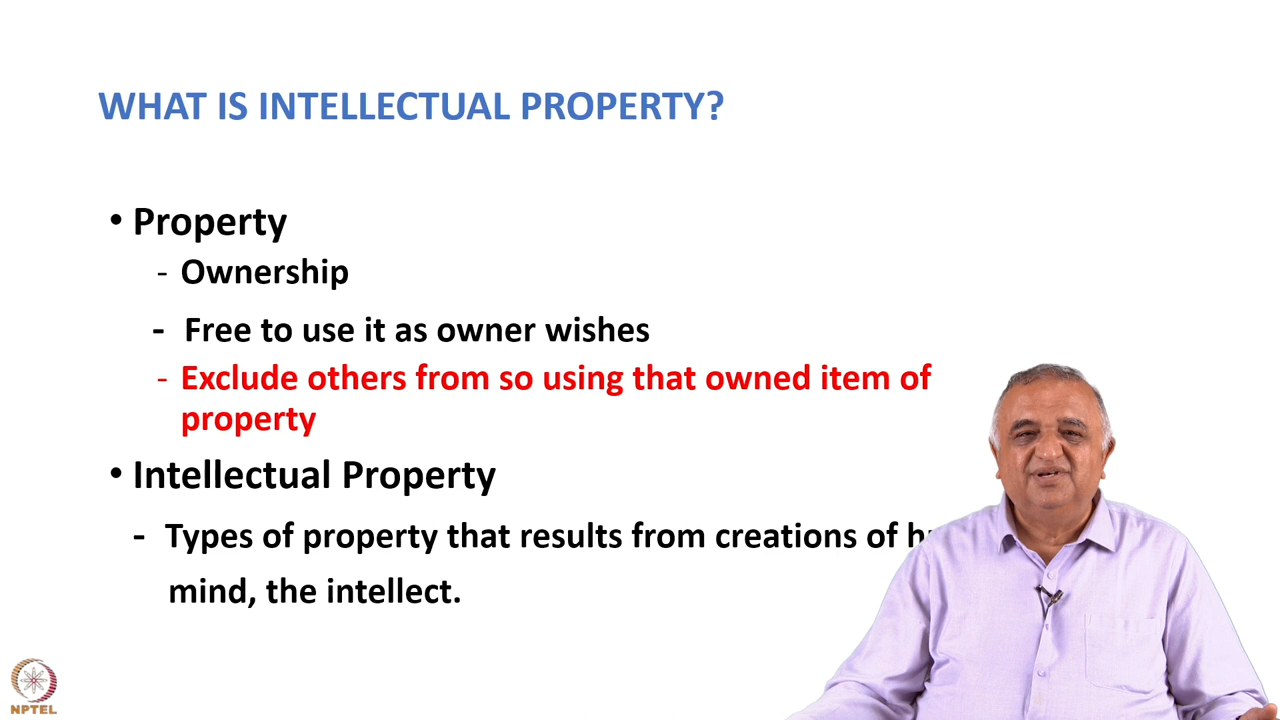 WHAT IS INTELLECTUAL PROPERTY?
• Property
- Ownership
- Free to use it as owner wishes
- Exclude others from so using that owned item of
property
• Intellectual Property
- Types of property that results from creations of
mind, the intellect.
NPTEL